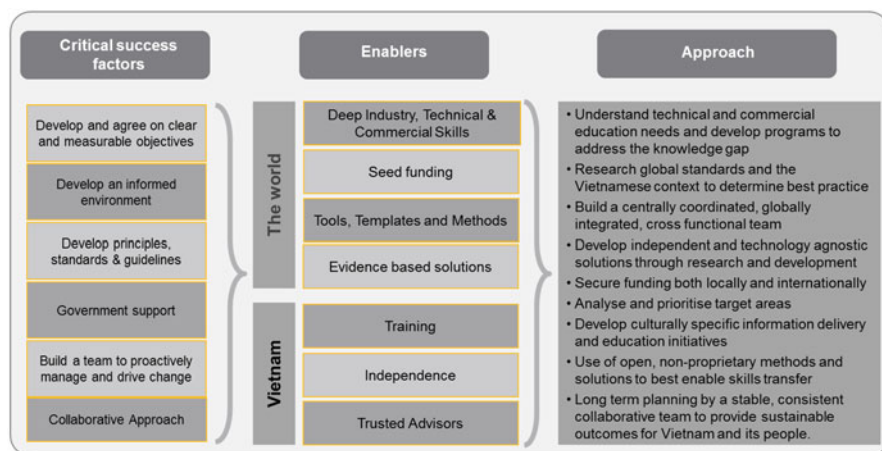 Critical success
factors
Enablers
Approach
Develop and agree on clear
and measurable objectives
Develop an informed
environment
Develop principles,
standards & guidelines
Government support
Build a team to proactively
manage and drive change
Collaborative Approach
The world
Deep Industry, Technical &
Commercial Skills
Seed funding
Tools, Templates and Methods
Evidence based solutions
Vietnam
Training
Independence
Trusted Advisors
• Understand technical and commercial
education needs and develop programs to
address the knowledge gap
• Research global standards and the
Vietnamese context to determine best practice
• Build a centrally coordinated, globally
integrated, cross functional team
• Develop independent and technology agnostic
solutions through research and development
• Secure funding both locally and internationally
• Analyse and prioritise target areas
• Develop culturally specific information delivery
and education initiatives
• Use of open, non-proprietary methods and
solutions to best enable skills transfer
• Long term planning by a stable, consistent
collaborative team to provide sustainable
outcomes for Vietnam and its people.